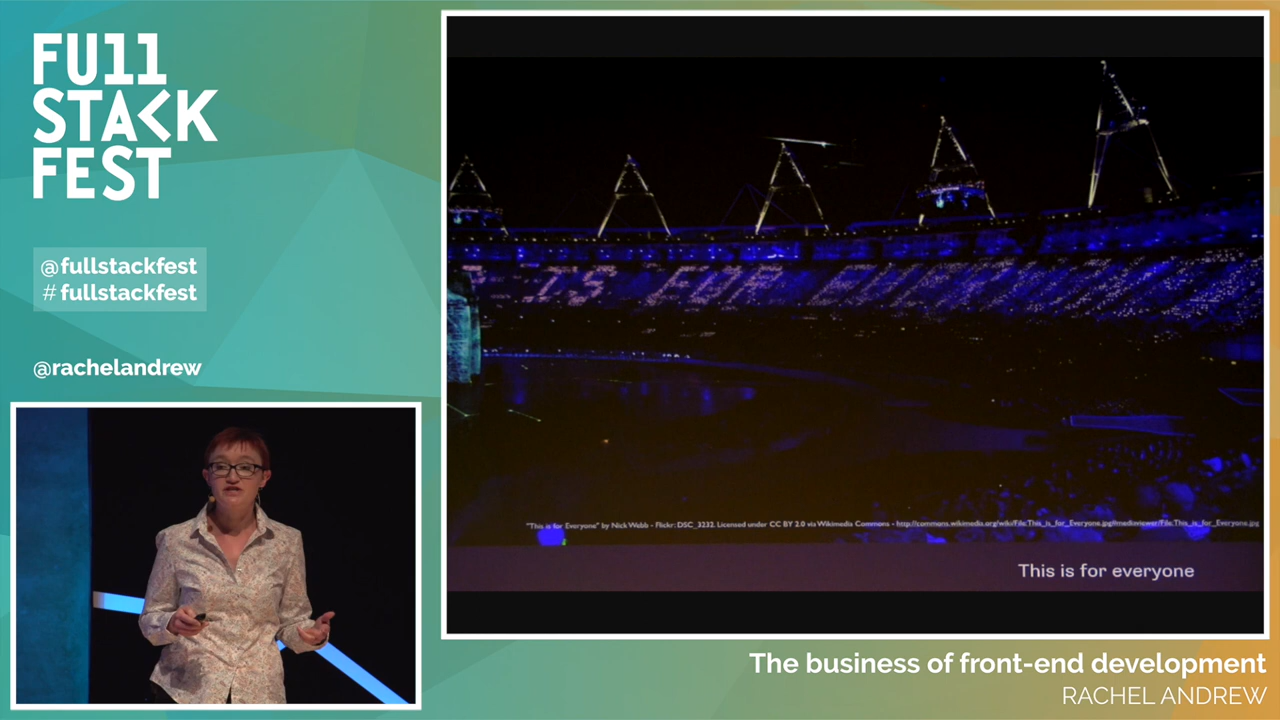 FULL
STACK
FEST
@fullstackfest
# fullstackfest
@rachelandrew
IS FOR
"This is for Everyone" by Nick Webb - Flickr: DSC_3232. Licensed under CC BY 2.0 via Wikimedia Commons - http://commons.wikimedia.org/wiki/File:This_is_for_Everyone.jpg#mediaviewer/File:This_is_for_Everyone.jpg
This is for everyone
The business of front-end development
RACHEL ANDREW